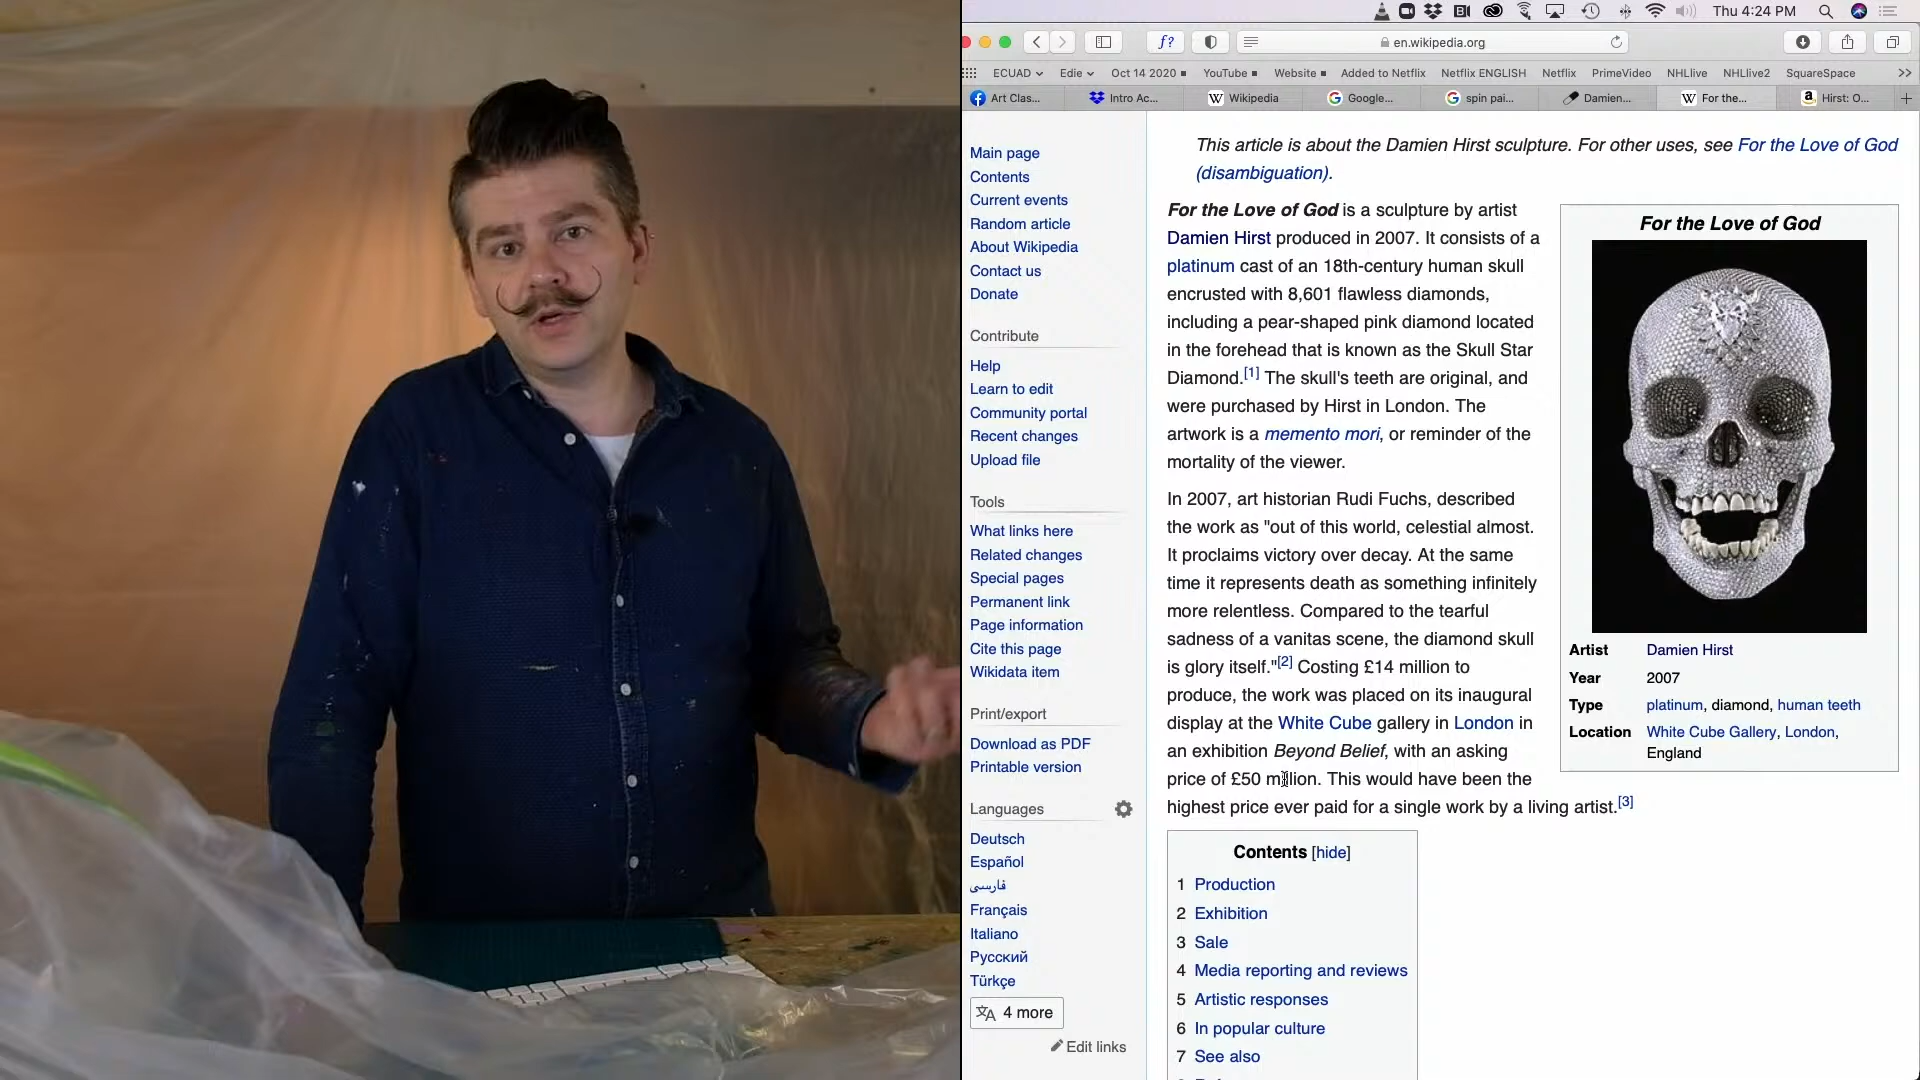 Thu 4:24 PM
en.wikipedia.org
ECUAD Edie Oct 14 2020 YouTube Website Added to Netflix Netflix ENGLISH Netflix PrimeVideo NHLlive NHLlive2 SquareSpace
Art Clas... Intro Ac... Wikipedia Google... spin pai... Damien... For the... Hirst: O...
Main page
Contents
Current events
Random article
About Wikipedia
Contact us
Donate
Contribute
Help
Learn to edit
Community portal
Recent changes
Upload file
Tools
What links here
Related changes
Special pages
Permanent link
Page information
Cite this page
Wikidata item
Print/export
Download as PDF
Printable version
Languages
Deutsch
Español
فارسی
Français
Italiano
Русский
Türkçe
4 more
Edit links
This article is about the Damien Hirst sculpture. For other uses, see For the Love of God
(disambiguation).
For the Love of God is a sculpture by artist
Damien Hirst produced in 2007. It consists of a
platinum cast of an 18th-century human skull
encrusted with 8,601 flawless diamonds,
including a pear-shaped pink diamond located
in the forehead that is known as the Skull Star
Diamond.[1] The skull's teeth are original, and
were purchased by Hirst in London. The
artwork is a memento mori, or reminder of the
mortality of the viewer.
In 2007, art historian Rudi Fuchs, described
the work as "out of this world, celestial almost.
It proclaims victory over decay. At the same
time it represents death as something infinitely
more relentless. Compared to the tearful
sadness of a vanitas scene, the diamond skull
is glory itself."[2] Costing £14 million to
produce, the work was placed on its inaugural
display at the White Cube gallery in London in
an exhibition Beyond Belief, with an asking
price of £50 million. This would have been the
highest price ever paid for a single work by a living artist.[3]
For the Love of God
Artist Damien Hirst
Year 2007
Type platinum, diamond, human teeth
Location White Cube Gallery, London,
England
Contents [hide]
1 Production
2 Exhibition
3 Sale
4 Media reporting and reviews
5 Artistic responses
6 In popular culture
7 See also